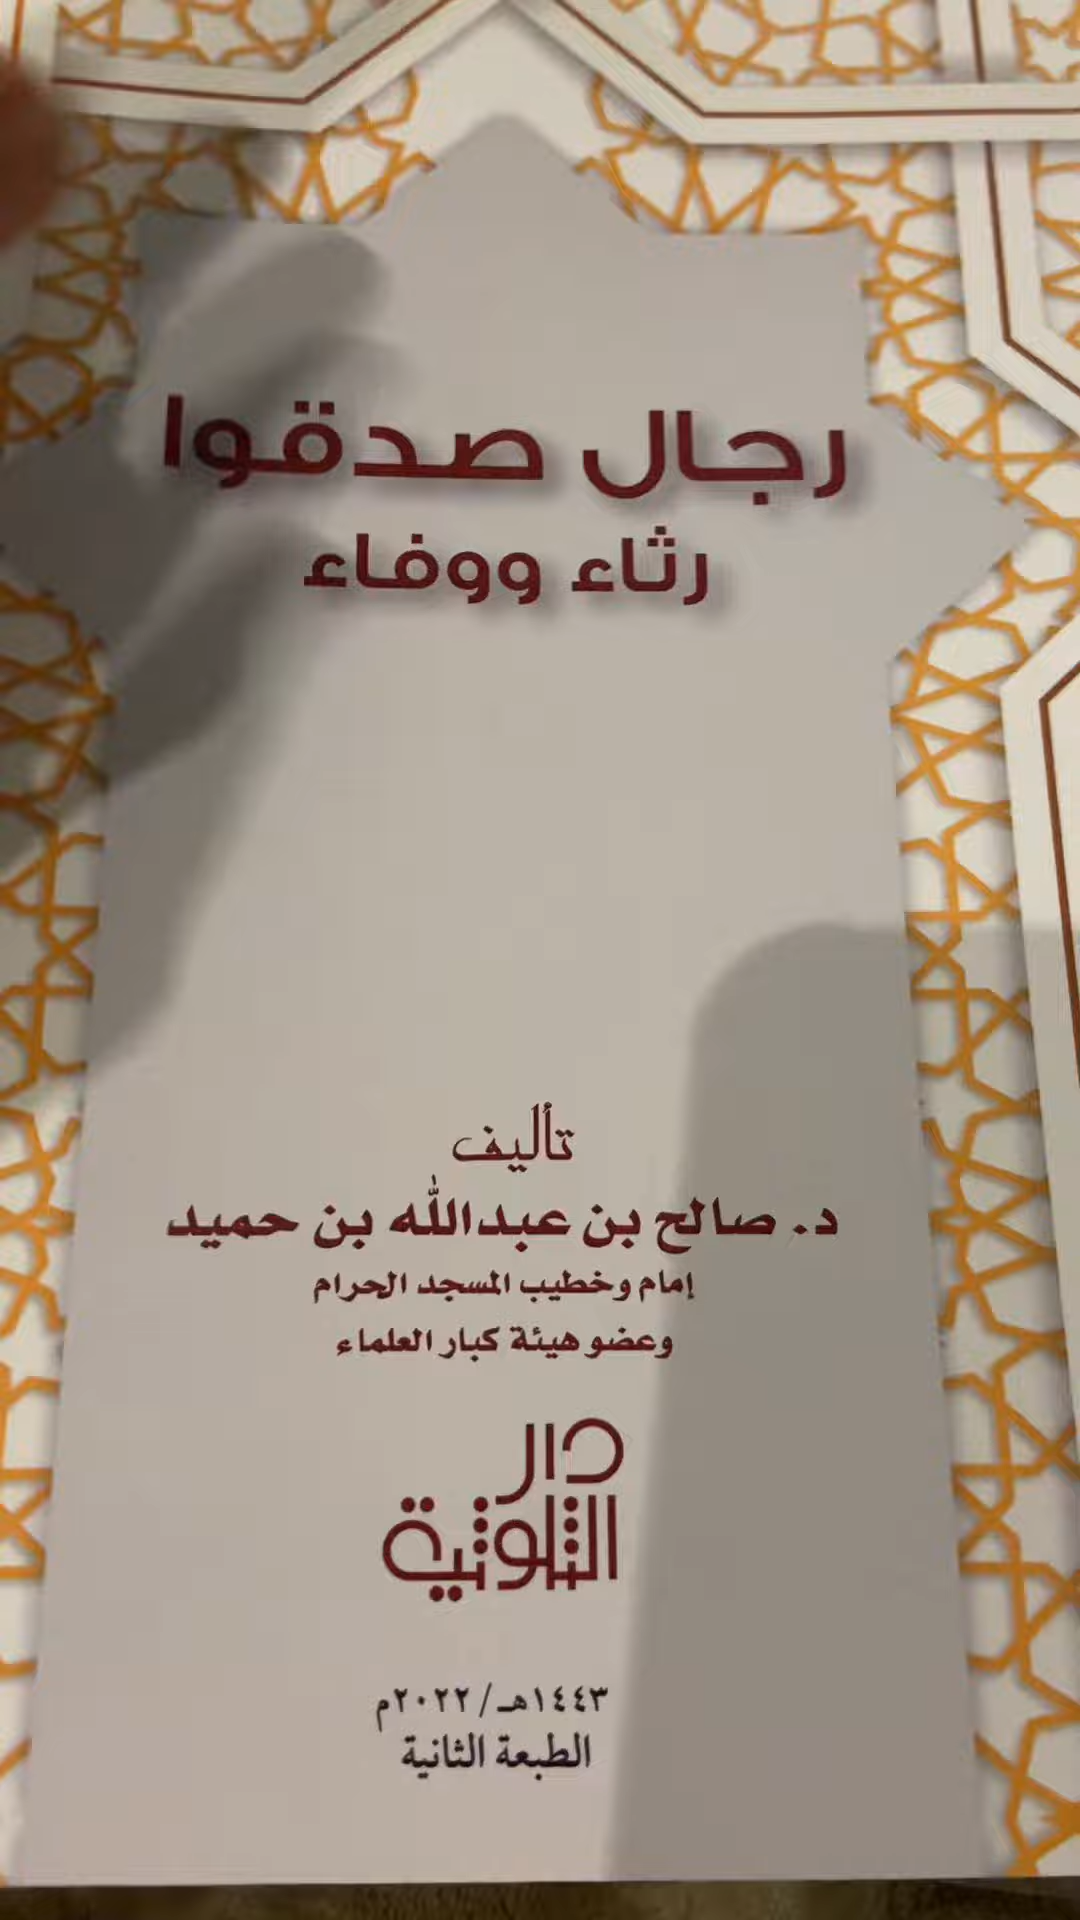 رجال صدقوا
رثاء ووفاء
تأليف
د. صالح بن عبدالله بن حميد
إمام وخطيب المسجد الحرام
وعضو هيئة كبار العلماء
دار
الثلوثية
١٤٤٣هـ/٢٠٢٢م
الطبعة الثانية